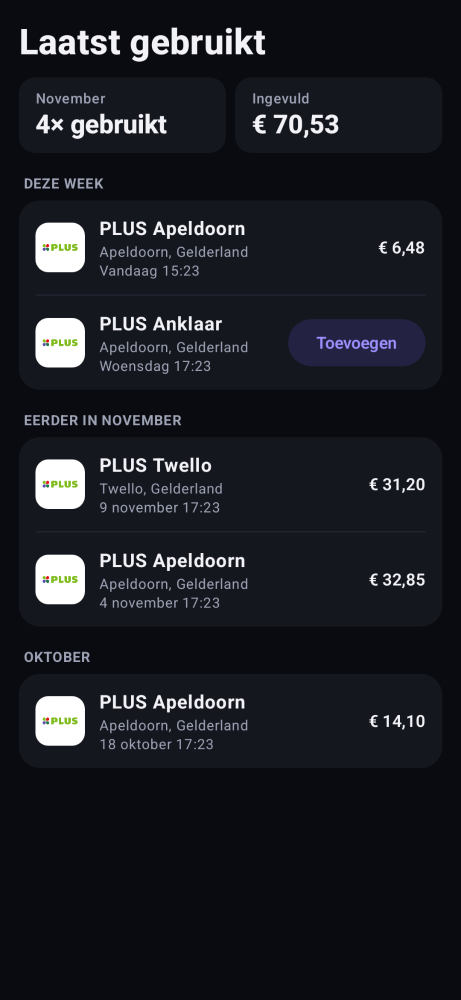 Laatst gebruikt
November
4× gebruikt
Ingevuld
€ 70,53
DEZE WEEK
PLUS
PLUS Apeldoorn
Apeldoorn, Gelderland
Vandaag 15:23
€ 6,48
PLUS
PLUS Anklaar
Apeldoorn, Gelderland
Woensdag 17:23
Toevoegen
EERDER IN NOVEMBER
PLUS
PLUS Twello
Twello, Gelderland
9 november 17:23
€ 31,20
PLUS
PLUS Apeldoorn
Apeldoorn, Gelderland
4 november 17:23
€ 32,85
OKTOBER
PLUS
PLUS Apeldoorn
Apeldoorn, Gelderland
18 oktober 17:23
€ 14,10